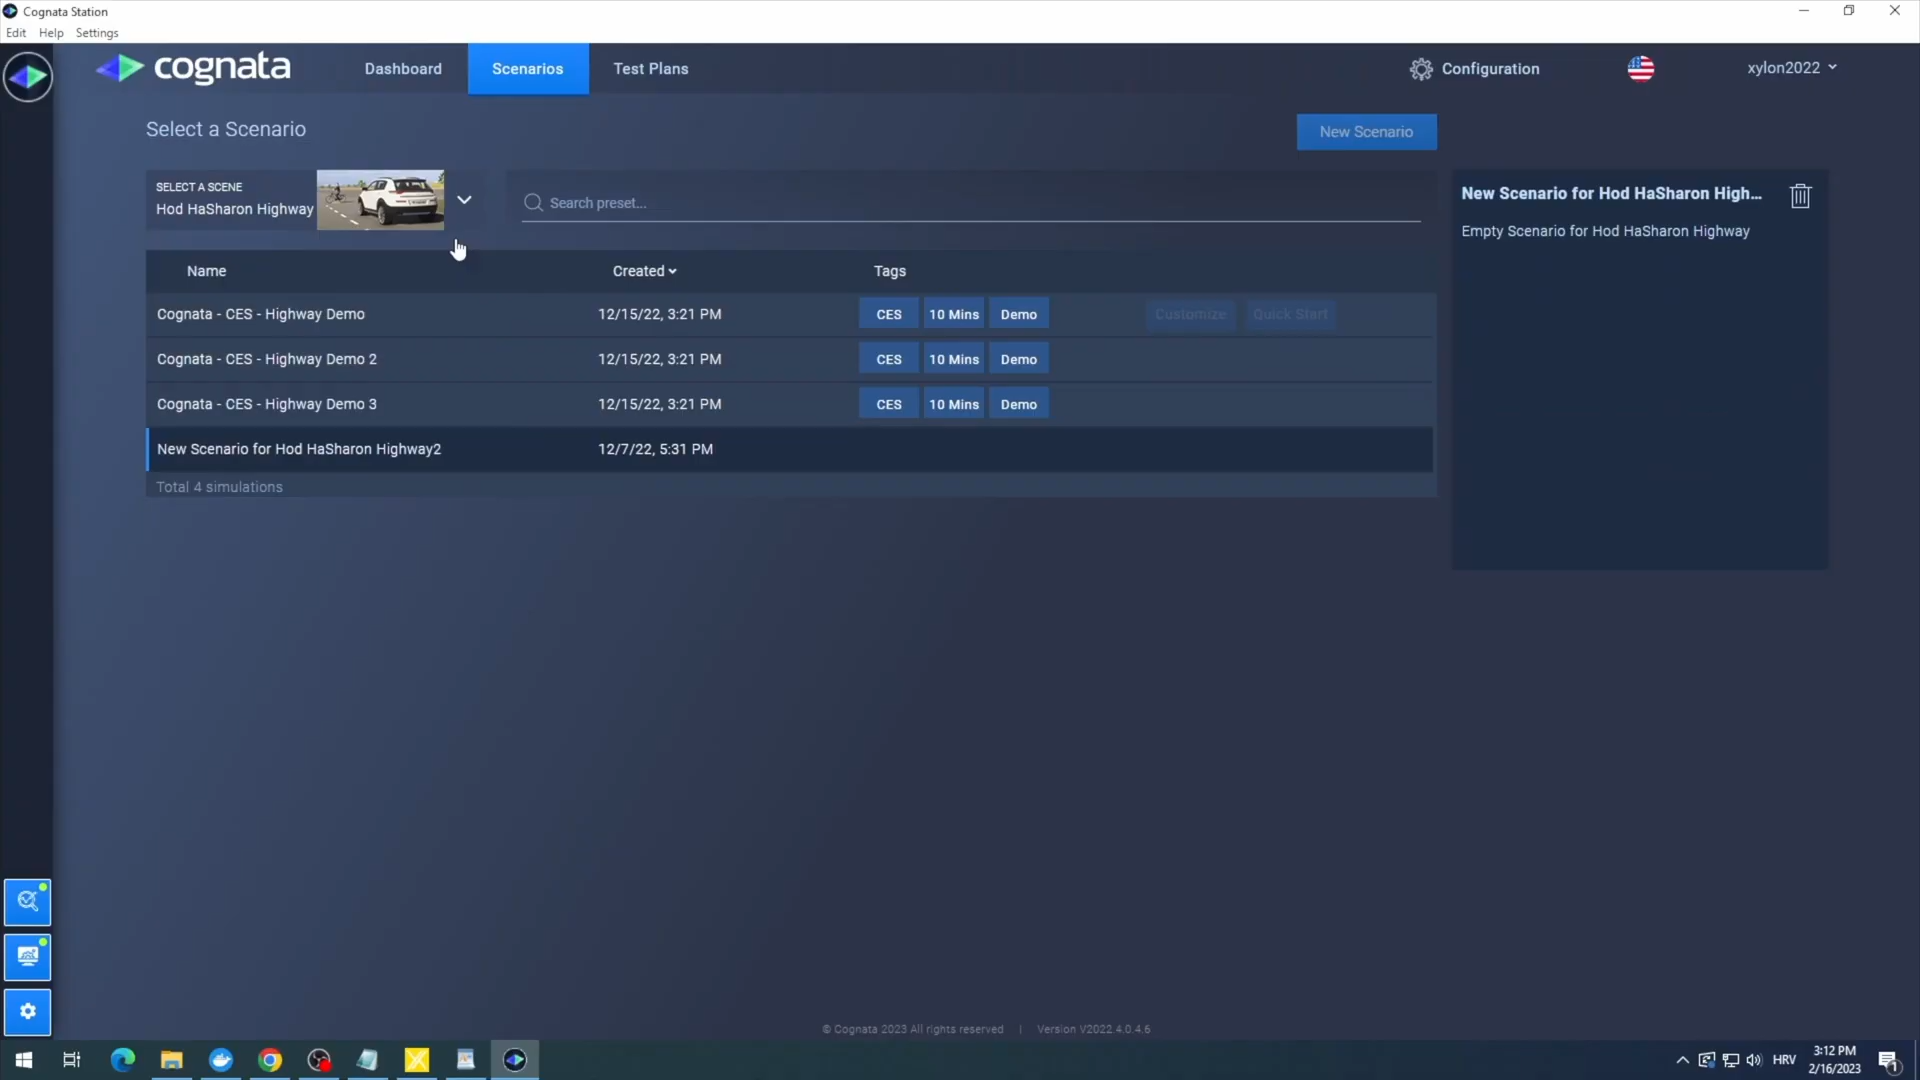 Cognata Station
Edit Help Settings
cognata
Dashboard
Scenarios
Test Plans
Configuration
xylon2022
Select a Scenario
New Scenario
SELECT A SCENE
Hod HaSharon Highway
Search preset...
Name
Created
Tags
Cognata - CES - Highway Demo 12/15/22, 3:21 PM CES 10 Mins Demo Customize Quick Start
Cognata - CES - Highway Demo 2 12/15/22, 3:21 PM CES 10 Mins Demo
Cognata - CES - Highway Demo 3 12/15/22, 3:21 PM CES 10 Mins Demo
New Scenario for Hod HaSharon Highway2 12/7/22, 5:31 PM
Total 4 simulations
New Scenario for Hod HaSharon High...
Empty Scenario for Hod HaSharon Highway
© Cognata 2023 All rights reserved | Version V2022.4.0.4.6
HRV
3:12 PM
2/16/2023
1